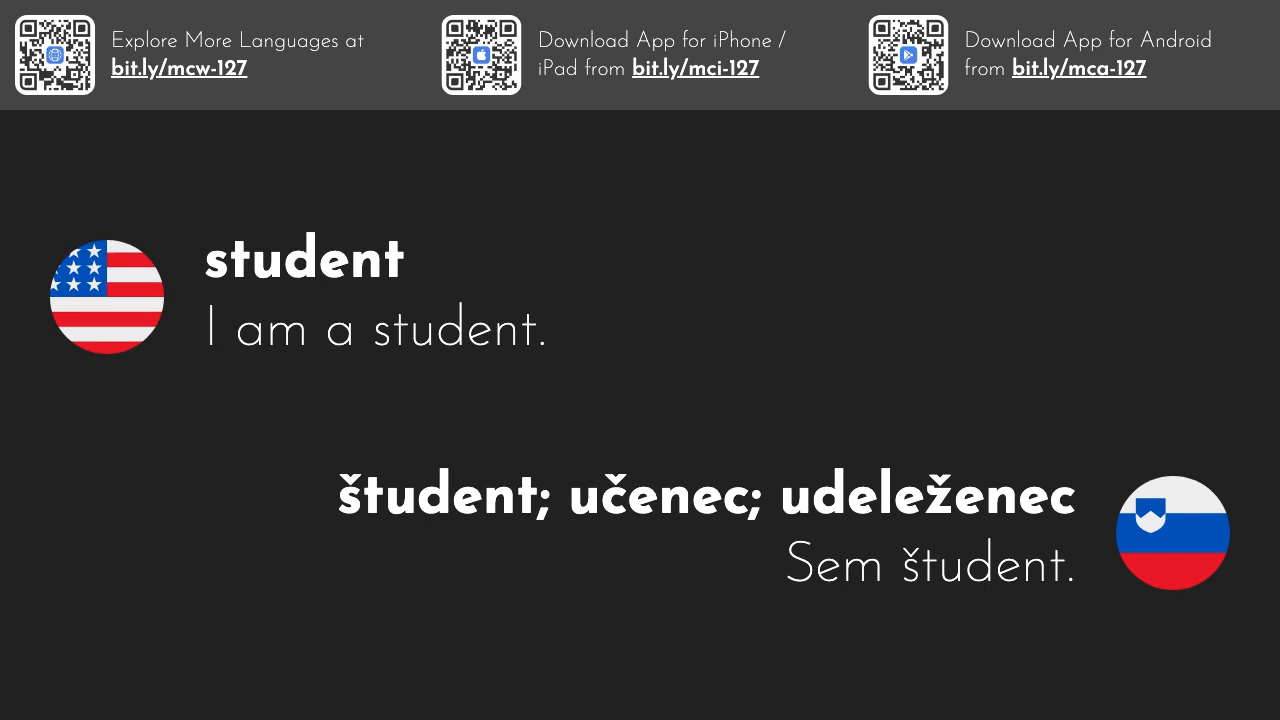 Explore More Languages at
bit.ly/mcw-127
Download App for iPhone /
iPad from bit.ly/mci-127
Download App for Android
from bit.ly/mca-127
student
I am a student.
študent; učenec; udeleženec
Sem študent.